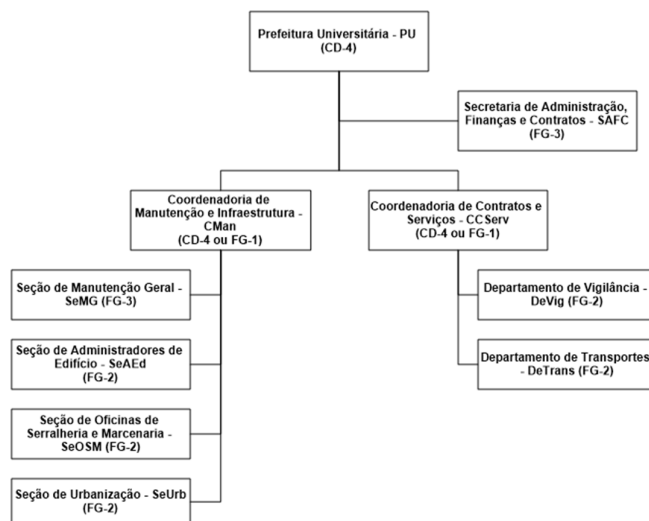 Prefeitura Universitária - PU
(CD-4)
Secretaria de Administração,
Finanças e Contratos - SAFC
(FG-3)
Coordenadoria de
Manutenção e Infraestrutura -
CMan
(CD-4 ou FG-1)
Coordenadoria de Contratos e
Serviços - CCServ
(CD-4 ou FG-1)
Seção de Manutenção Geral -
SeMG (FG-3)
Departamento de Vigilância -
DeVig (FG-2)
Seção de Administradores de
Edifício - SeAEd
(FG-2)
Departamento de Transportes
- DeTrans (FG-2)
Seção de Oficinas de
Serralheria e Marcenaria -
SeOSM (FG-2)
Seção de Urbanização - SeUrb
(FG-2)